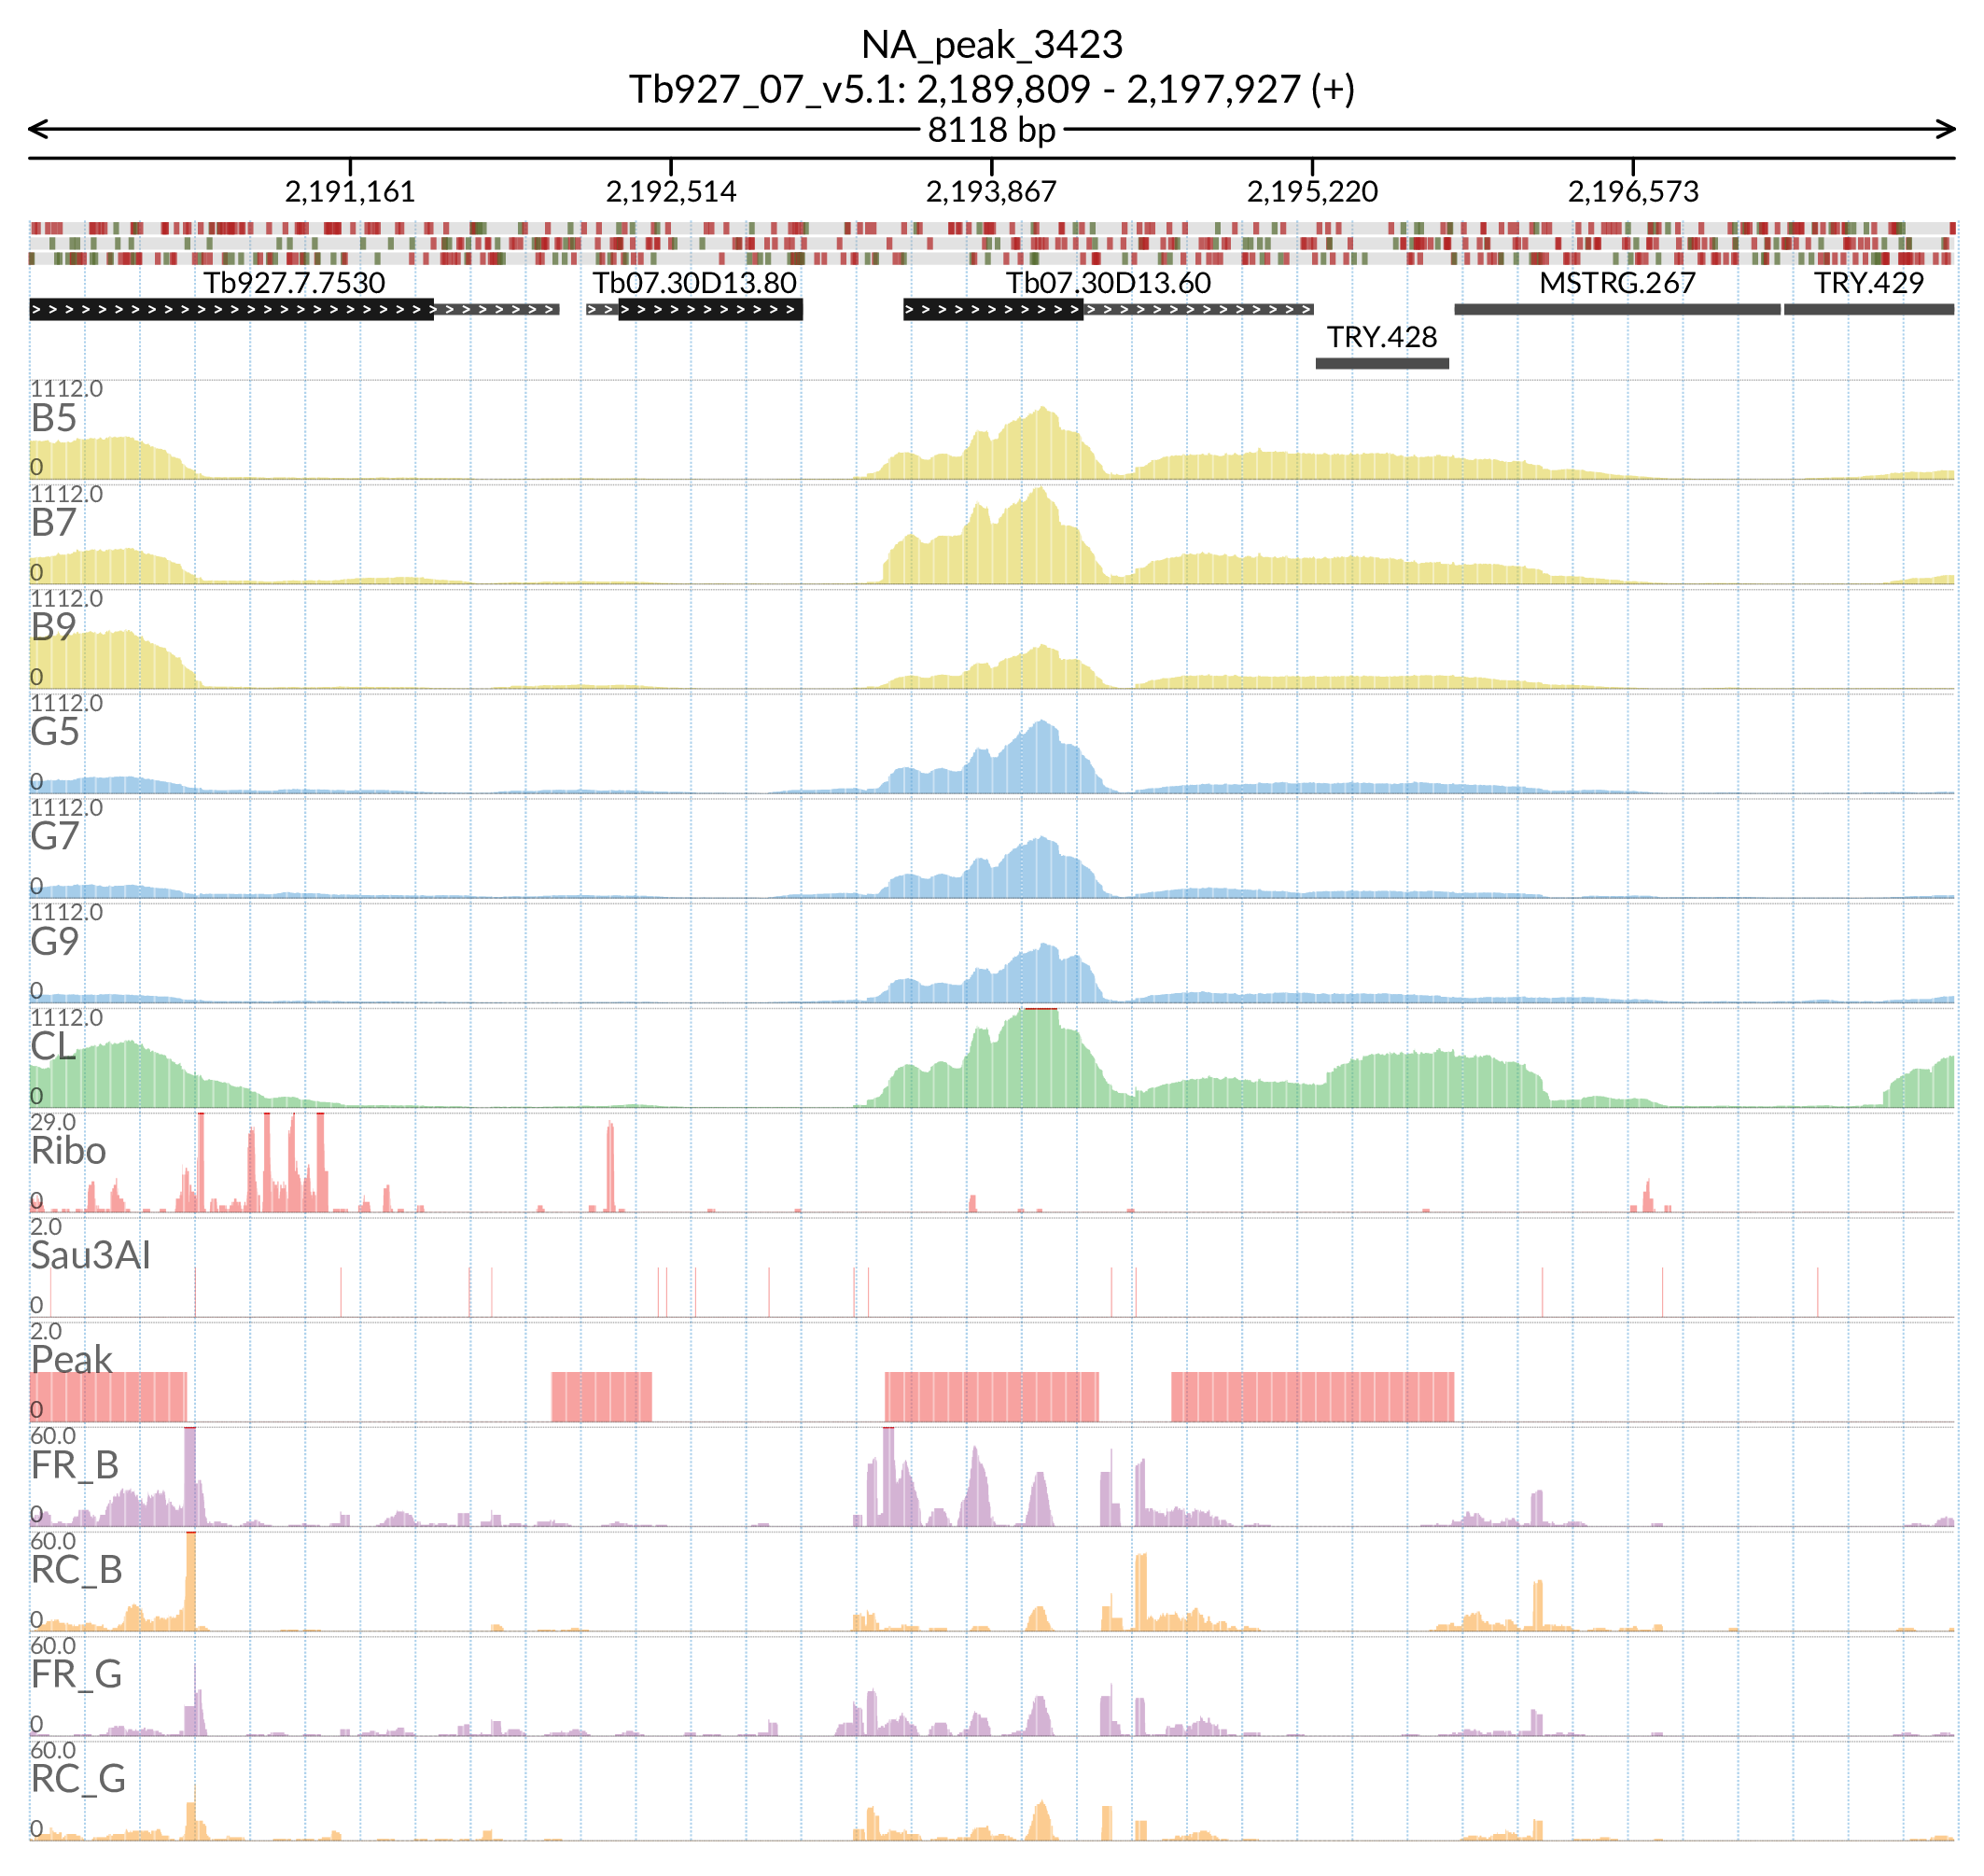 NA_peak_3423
Tb927_07_v5.1: 2,189,809 - 2,197,927 (+)
8118 bp
2,191,161 2,192,514 2,193,867 2,195,220 2,196,573
Tb927.7.7530 Tb07.30D13.80 Tb07.30D13.60 MSTRG.267 TRY.429
TRY.428
1112.0
B5
0
1112.0
B7
0
1112.0
B9
0
1112.0
G5
0
1112.0
G7
0
1112.0
G9
0
1112.0
CL
0
29.0
Ribo
0
2.0
Sau3AI
0
2.0
Peak
0
60.0
FR_B
0
60.0
RC_B
0
60.0
FR_G
0
60.0
RC_G
0